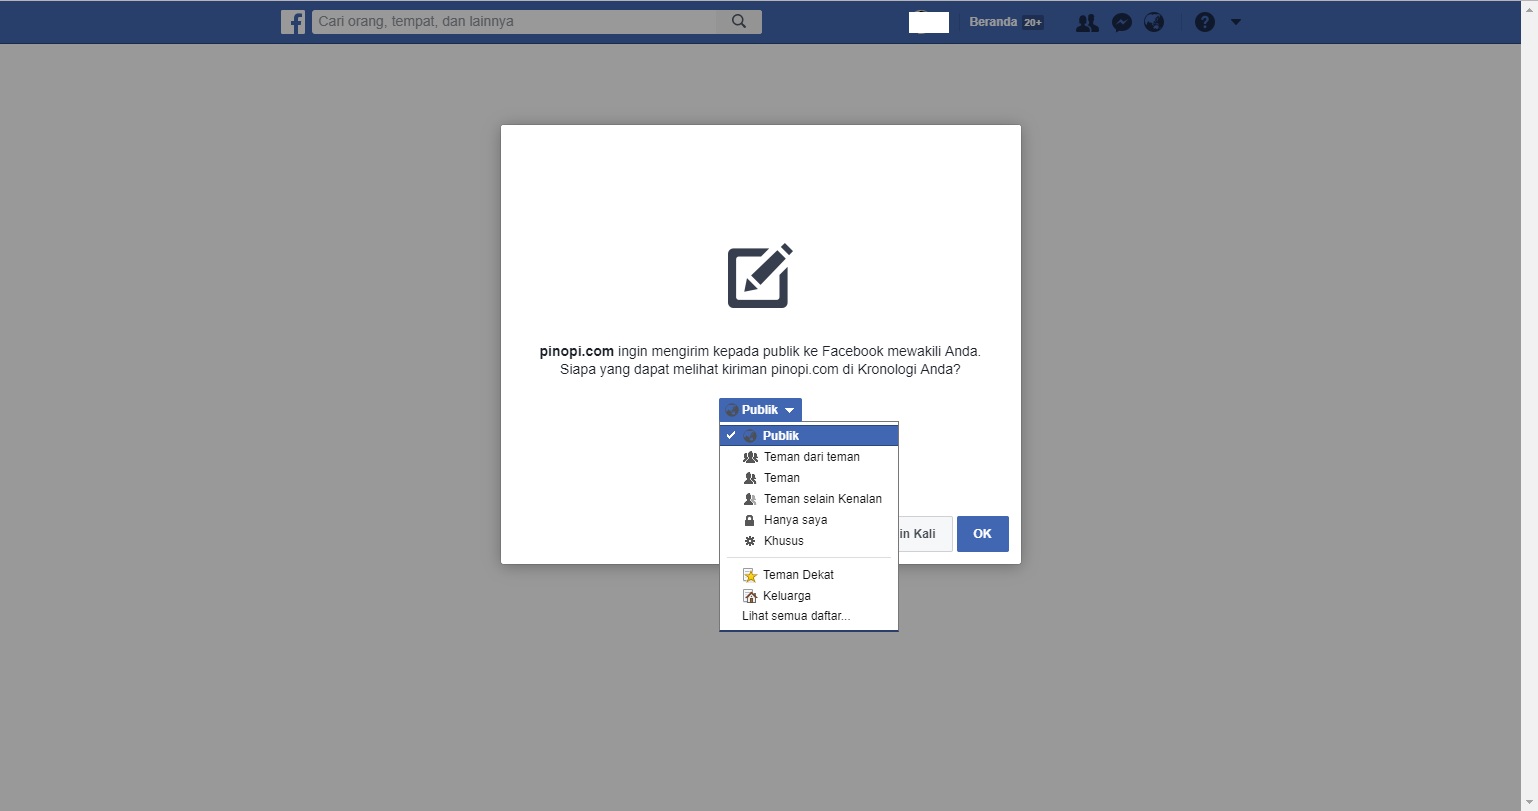 Cari orang, tempat, dan lainnya
Beranda 20+
pinopi.com ingin mengirim kepada publik ke Facebook mewakili Anda.
Siapa yang dapat melihat kiriman pinopi.com di Kronologi Anda?
Publik
Publik
Teman dari teman
Teman
Teman selain Kenalan
Hanya saya
Khusus
in Kali
OK
Teman Dekat
Keluarga
Lihat semua daftar...